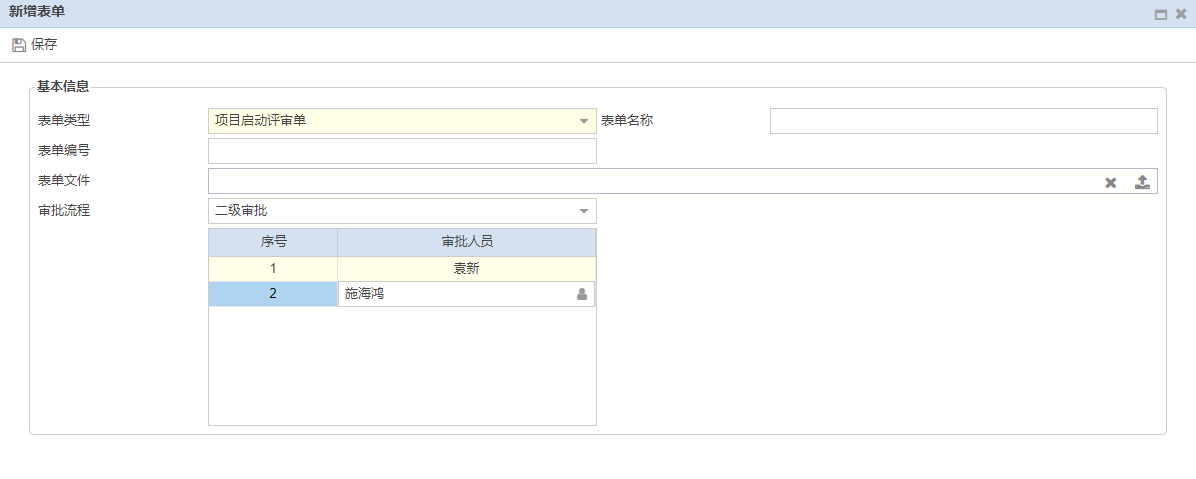 新增表单
保存
基本信息
表单类型 项目启动评审单 表单名称
表单编号
表单文件
审批流程 二级审批
序号 审批人员
1 袁新
2 施海鸿